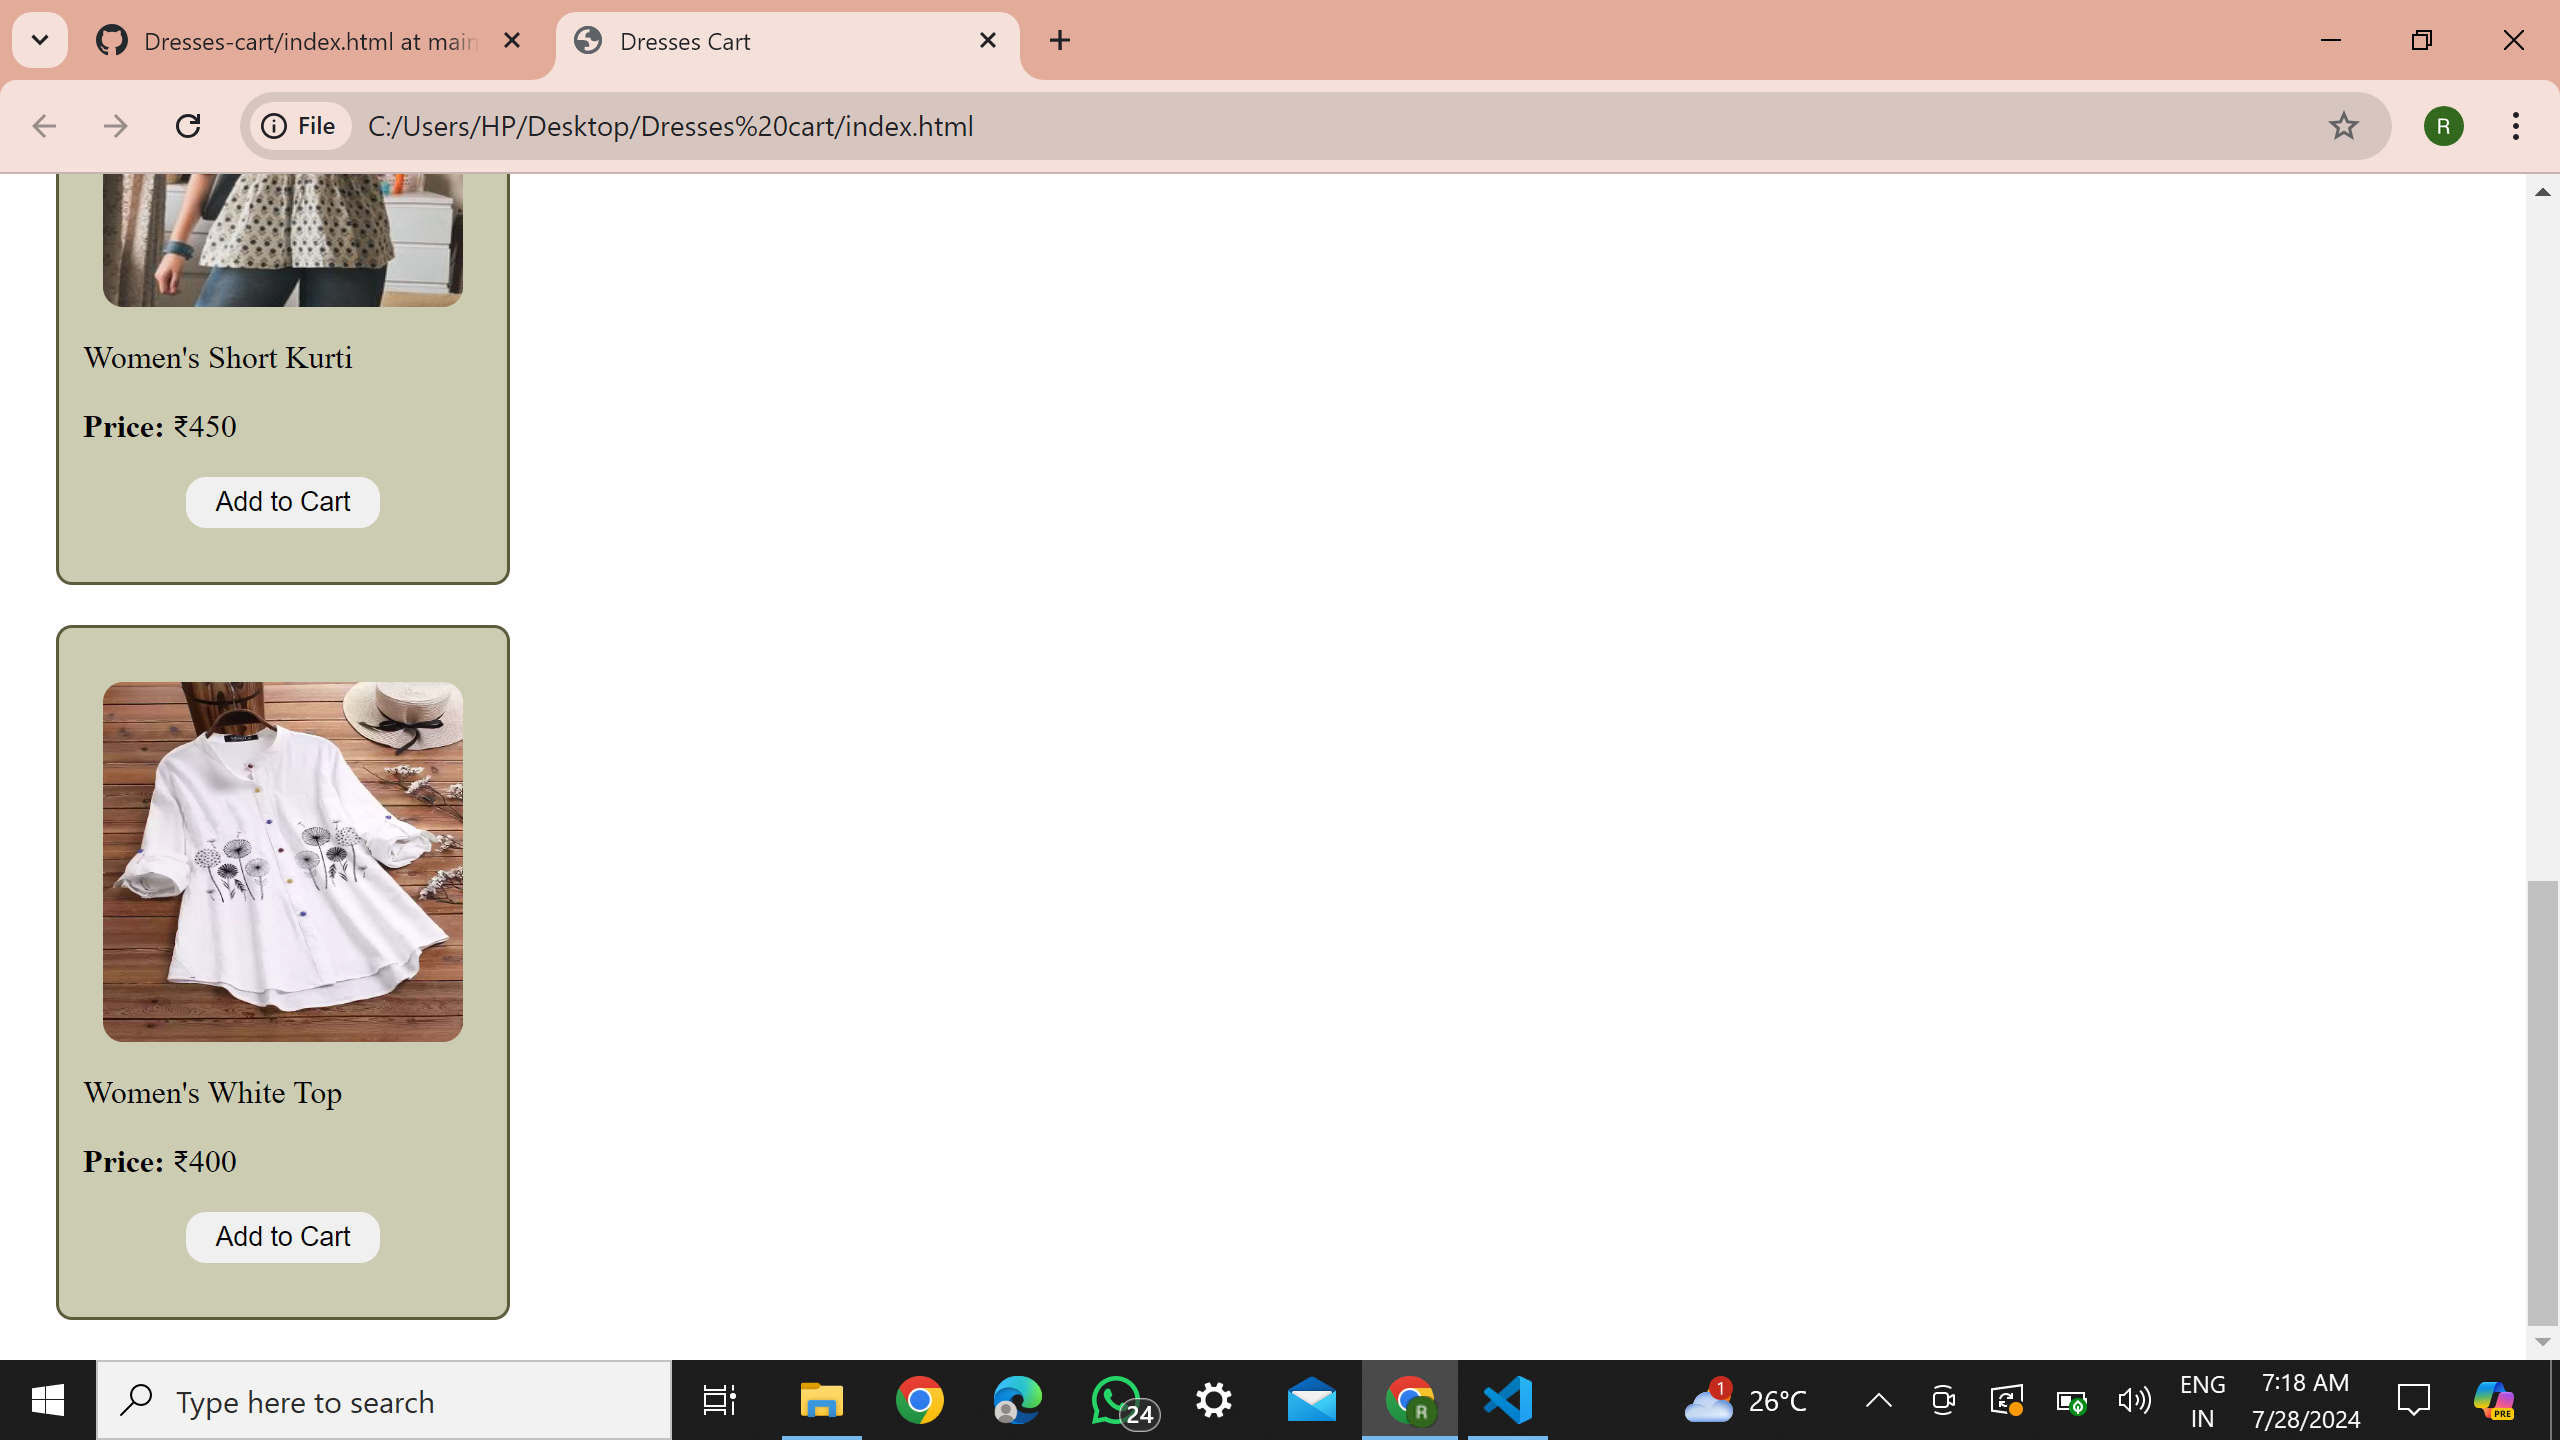 Dresses-cart/index.html at main
Dresses Cart
File
C:/Users/HP/Desktop/Dresses%20cart/index.html
R
Women's Short Kurti
Price: ₹450
Add to Cart
Women's White Top
Price: ₹400
Add to Cart
Type here to search
24
R
1
26°C
ENG
IN
7:18 AM
7/28/2024
PRE